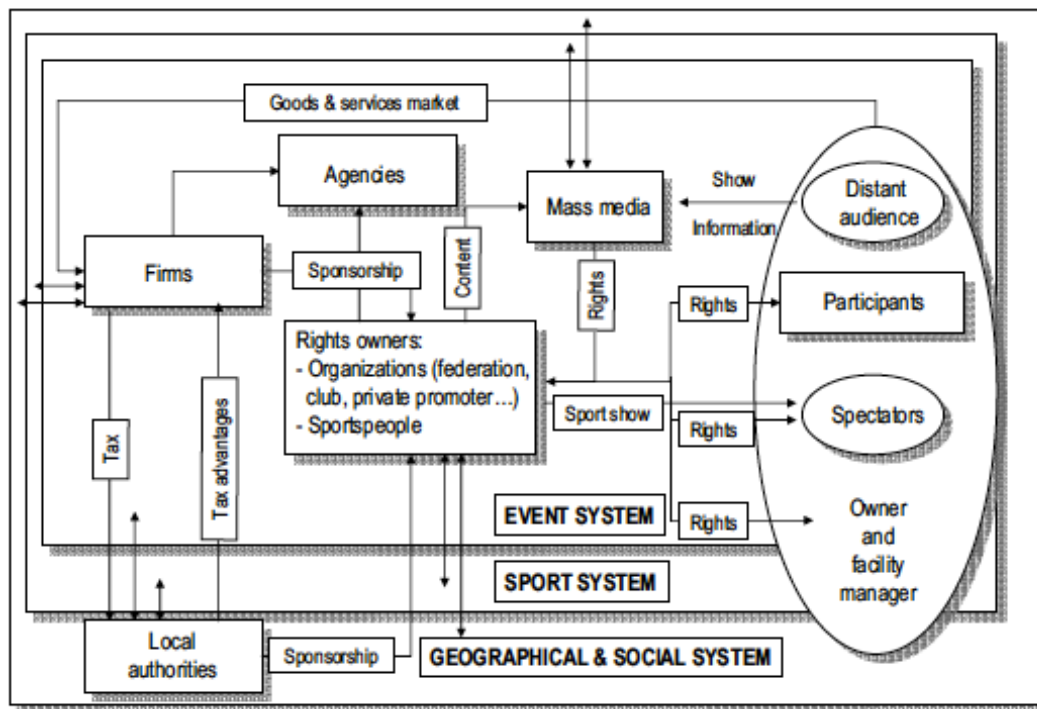 Goods & services market
Agencies
Mass media
Show
Information
Distant
audience
Firms
Sponsorship
Content
Rights
Rights
Participants
Rights owners:
- Organizations (federation,
club, private promoter…)
- Sportspeople
Sport show
Spectators
Rights
Tax
Tax advantages
EVENT SYSTEM
Rights
Owner
and
facility
manager
SPORT SYSTEM
Local
authorities
Sponsorship
GEOGRAPHICAL & SOCIAL SYSTEM